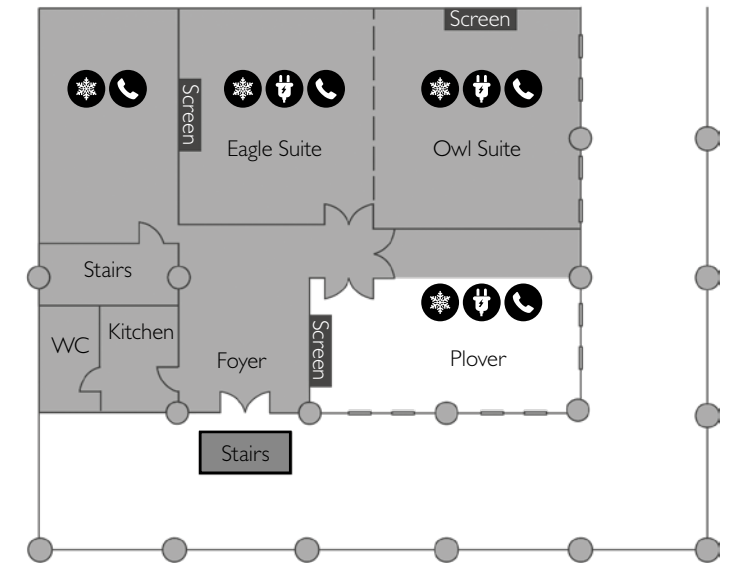 Screen
Screen
Eagle Suite
Owl Suite
Stairs
WC
Kitchen
Foyer
Screen
Plover
Stairs